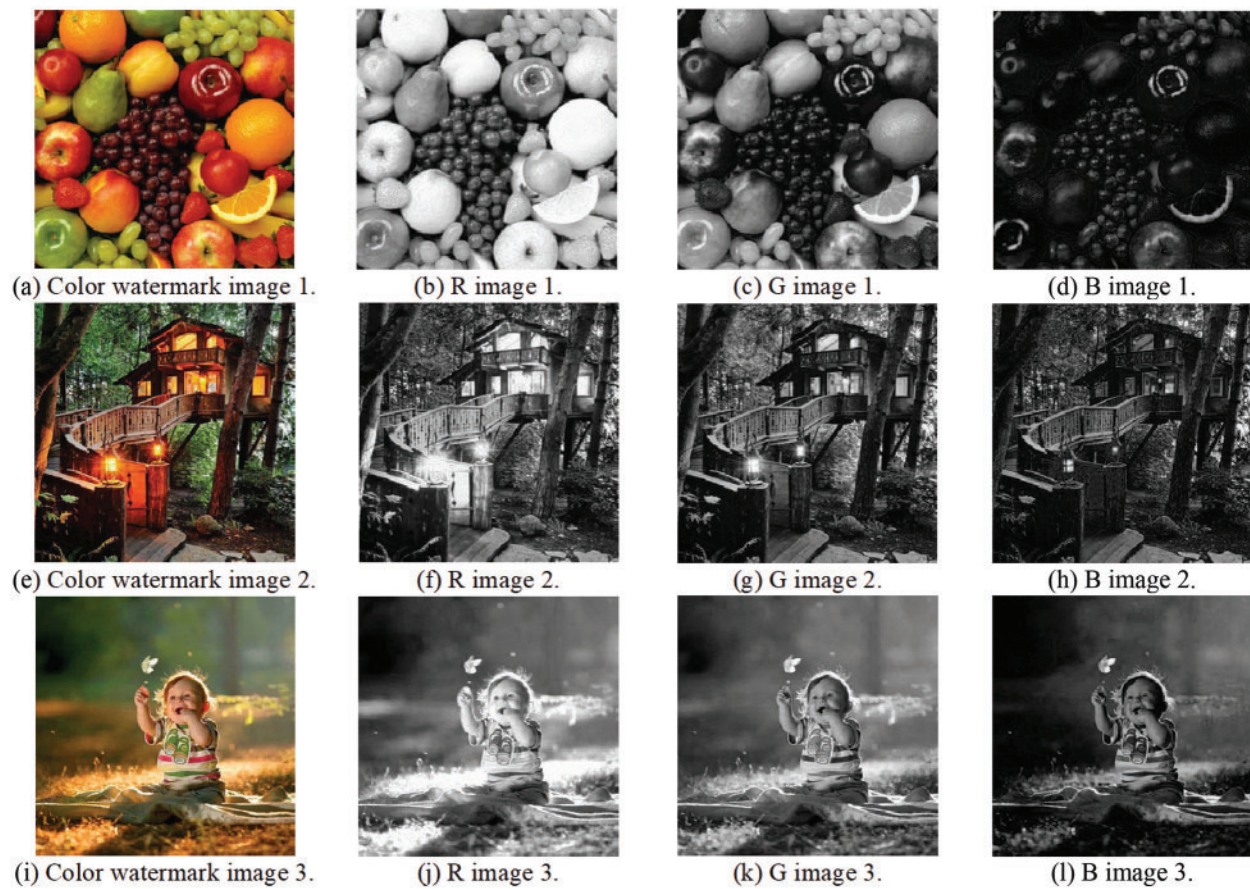 (a) Color watermark image 1.
(b) R image 1.
(c) G image 1.
(d) B image 1.
(e) Color watermark image 2.
(f) R image 2.
(g) G image 2.
(h) B image 2.
(i) Color watermark image 3.
(j) R image 3.
(k) G image 3.
(l) B image 3.